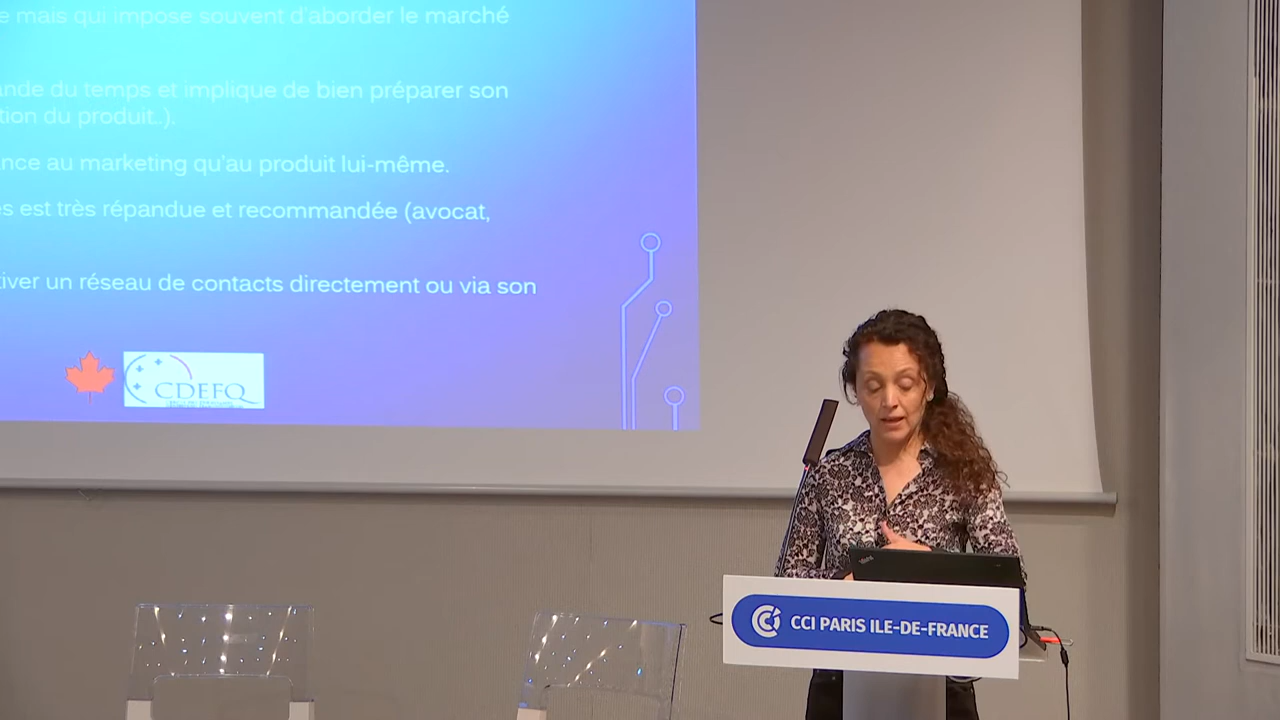 e mais qui impose souvent d'aborder le marché
ande du temps et implique de bien préparer son
tion du produit..).
ance au marketing qu'au produit lui-même.
es est très répandue et recommandée (avocat,
tiver un réseau de contacts directement ou via son
CDEFQ
CCI PARIS ILE-DE-FRANCE